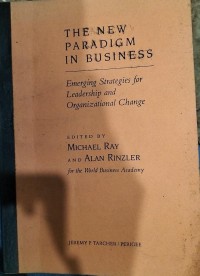 THE NEW
PARADIGM
IN BUSINESS
Emerging Strategies for
Leadership and
Organizational Change
EDITED BY
MICHAEL RAY
AND ALAN RINZLER
for the World Business Academy
JEREMY P. TARCHER / PERIGEE